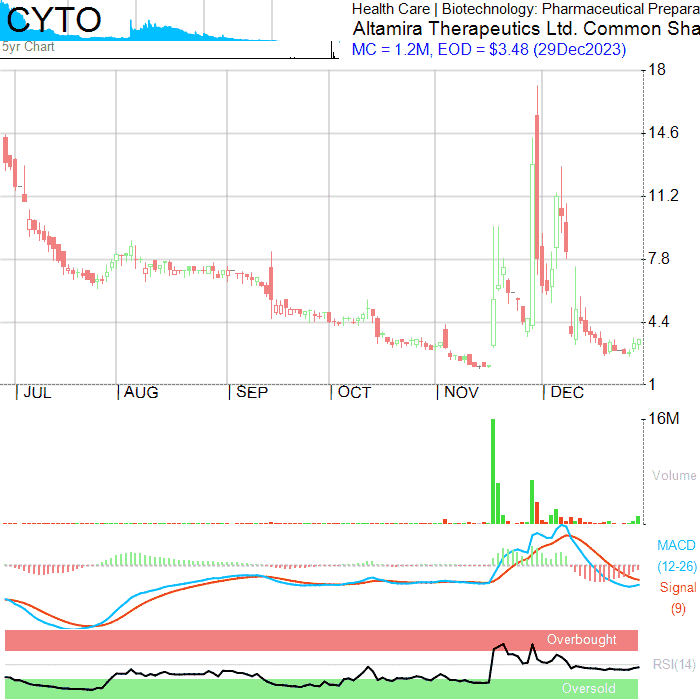 CYTO
5yr Chart
Health Care | Biotechnology: Pharmaceutical Prepara
Altamira Therapeutics Ltd. Common Sha
MC = 1.2M, EOD = $3.48 (29Dec2023)
18
14.6
11.2
7.8
4.4
1
JUL AUG SEP OCT NOV DEC
16M
Volume
MACD
(12-26)
Signal
(9)
Overbought
RSI(14)
Oversold